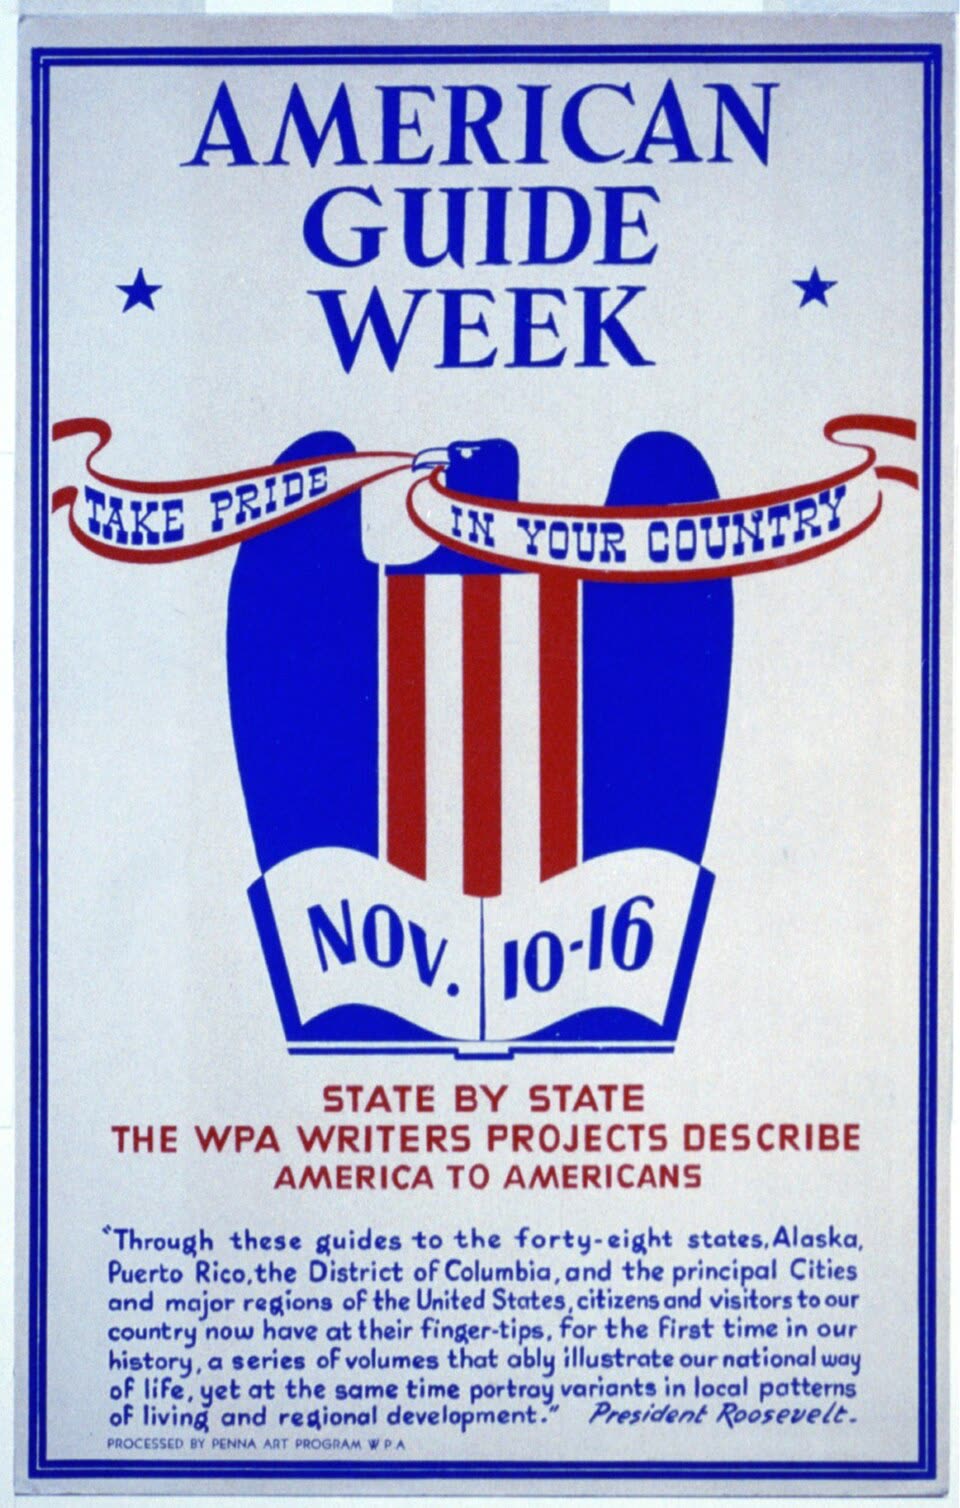 AMERICAN
GUIDE
WEEK
TAKE PRIDE IN YOUR COUNTRY
NOV. 10-16
STATE BY STATE
THE WPA WRITERS PROJECTS DESCRIBE
AMERICA TO AMERICANS
"Through these guides to the forty-eight states, Alaska,
Puerto Rico, the District of Columbia, and the principal Cities
and major regions of the United States, citizens and visitors to our
country now have at their finger-tips, for the first time in our
history, a series of volumes that ably illustrate our national way
of life, yet at the same time portray variants in local patterns
of living and regional development." President Roosevelt.
PROCESSED BY PENNA ART PROGRAM W P A